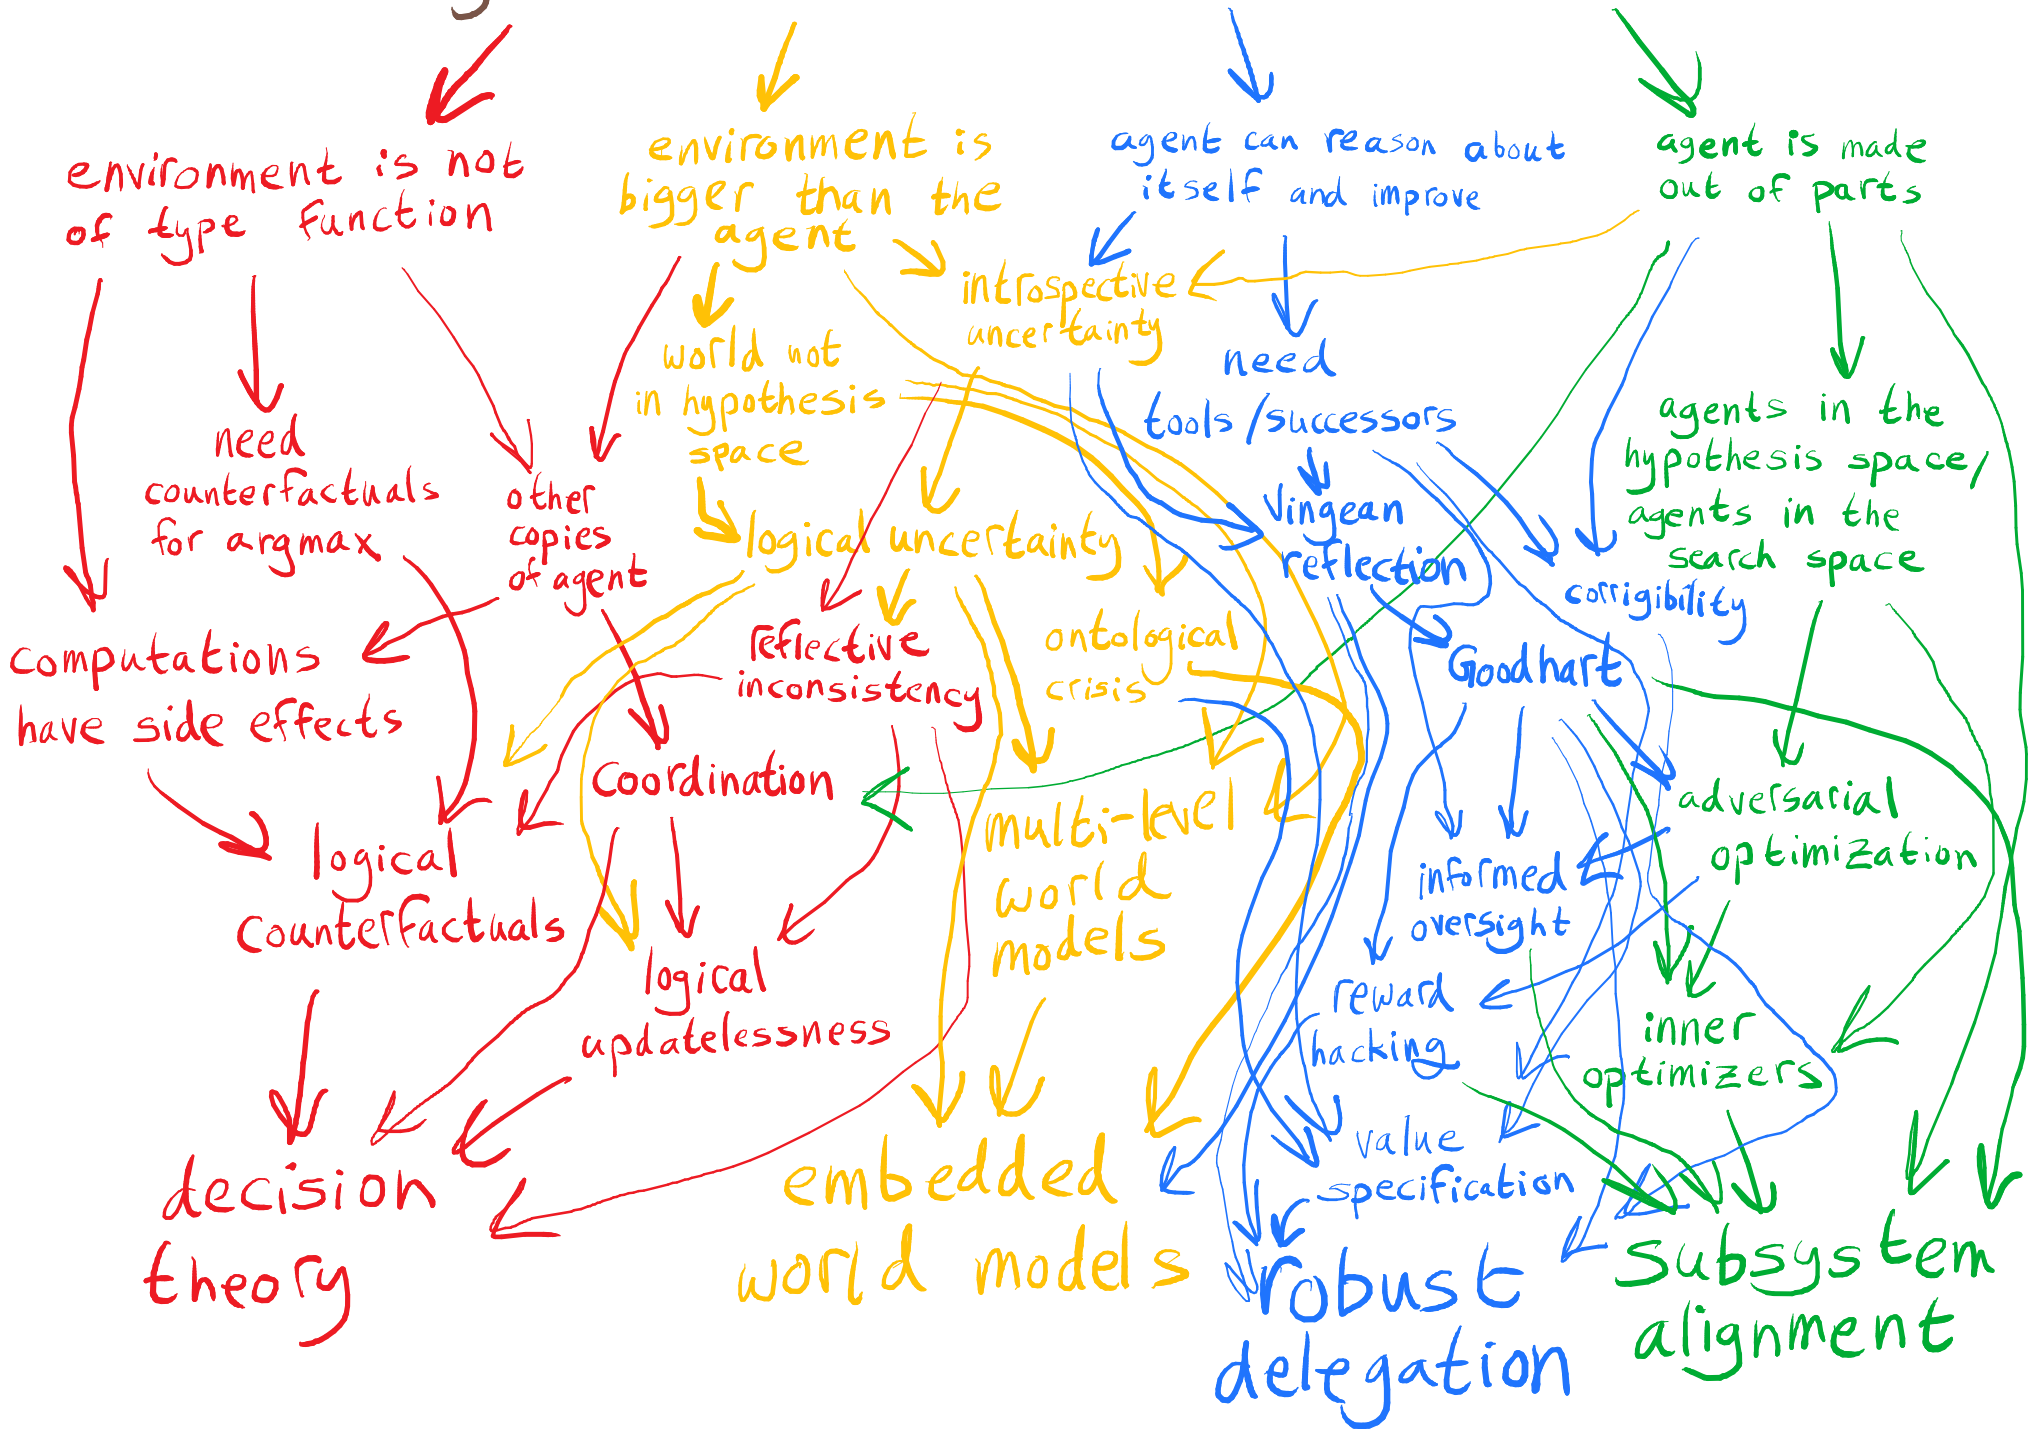 environment is not
of type function
environment is
bigger than the
agent
agent can reason about
itself and improve
agent is made
out of parts
introspective
uncertainty
world not
in hypothesis
space
need
tools/successors
need
counterfactuals
for argmax
other
copies
of agent
logical uncertainty
Vingean
reflection
agents in the
hypothesis space/
agents in the
search space
corrigibility
computations
have side effects
reflective
inconsistency
ontological
crisis
Goodhart
Coordination
multi-level
world
models
adversarial
optimization
logical
Counterfactuals
informed
oversight
logical
updatelessness
reward
hacking
inner
optimizers
value
specification
decision
theory
embedded
world models
robust
delegation
subsystem
alignment